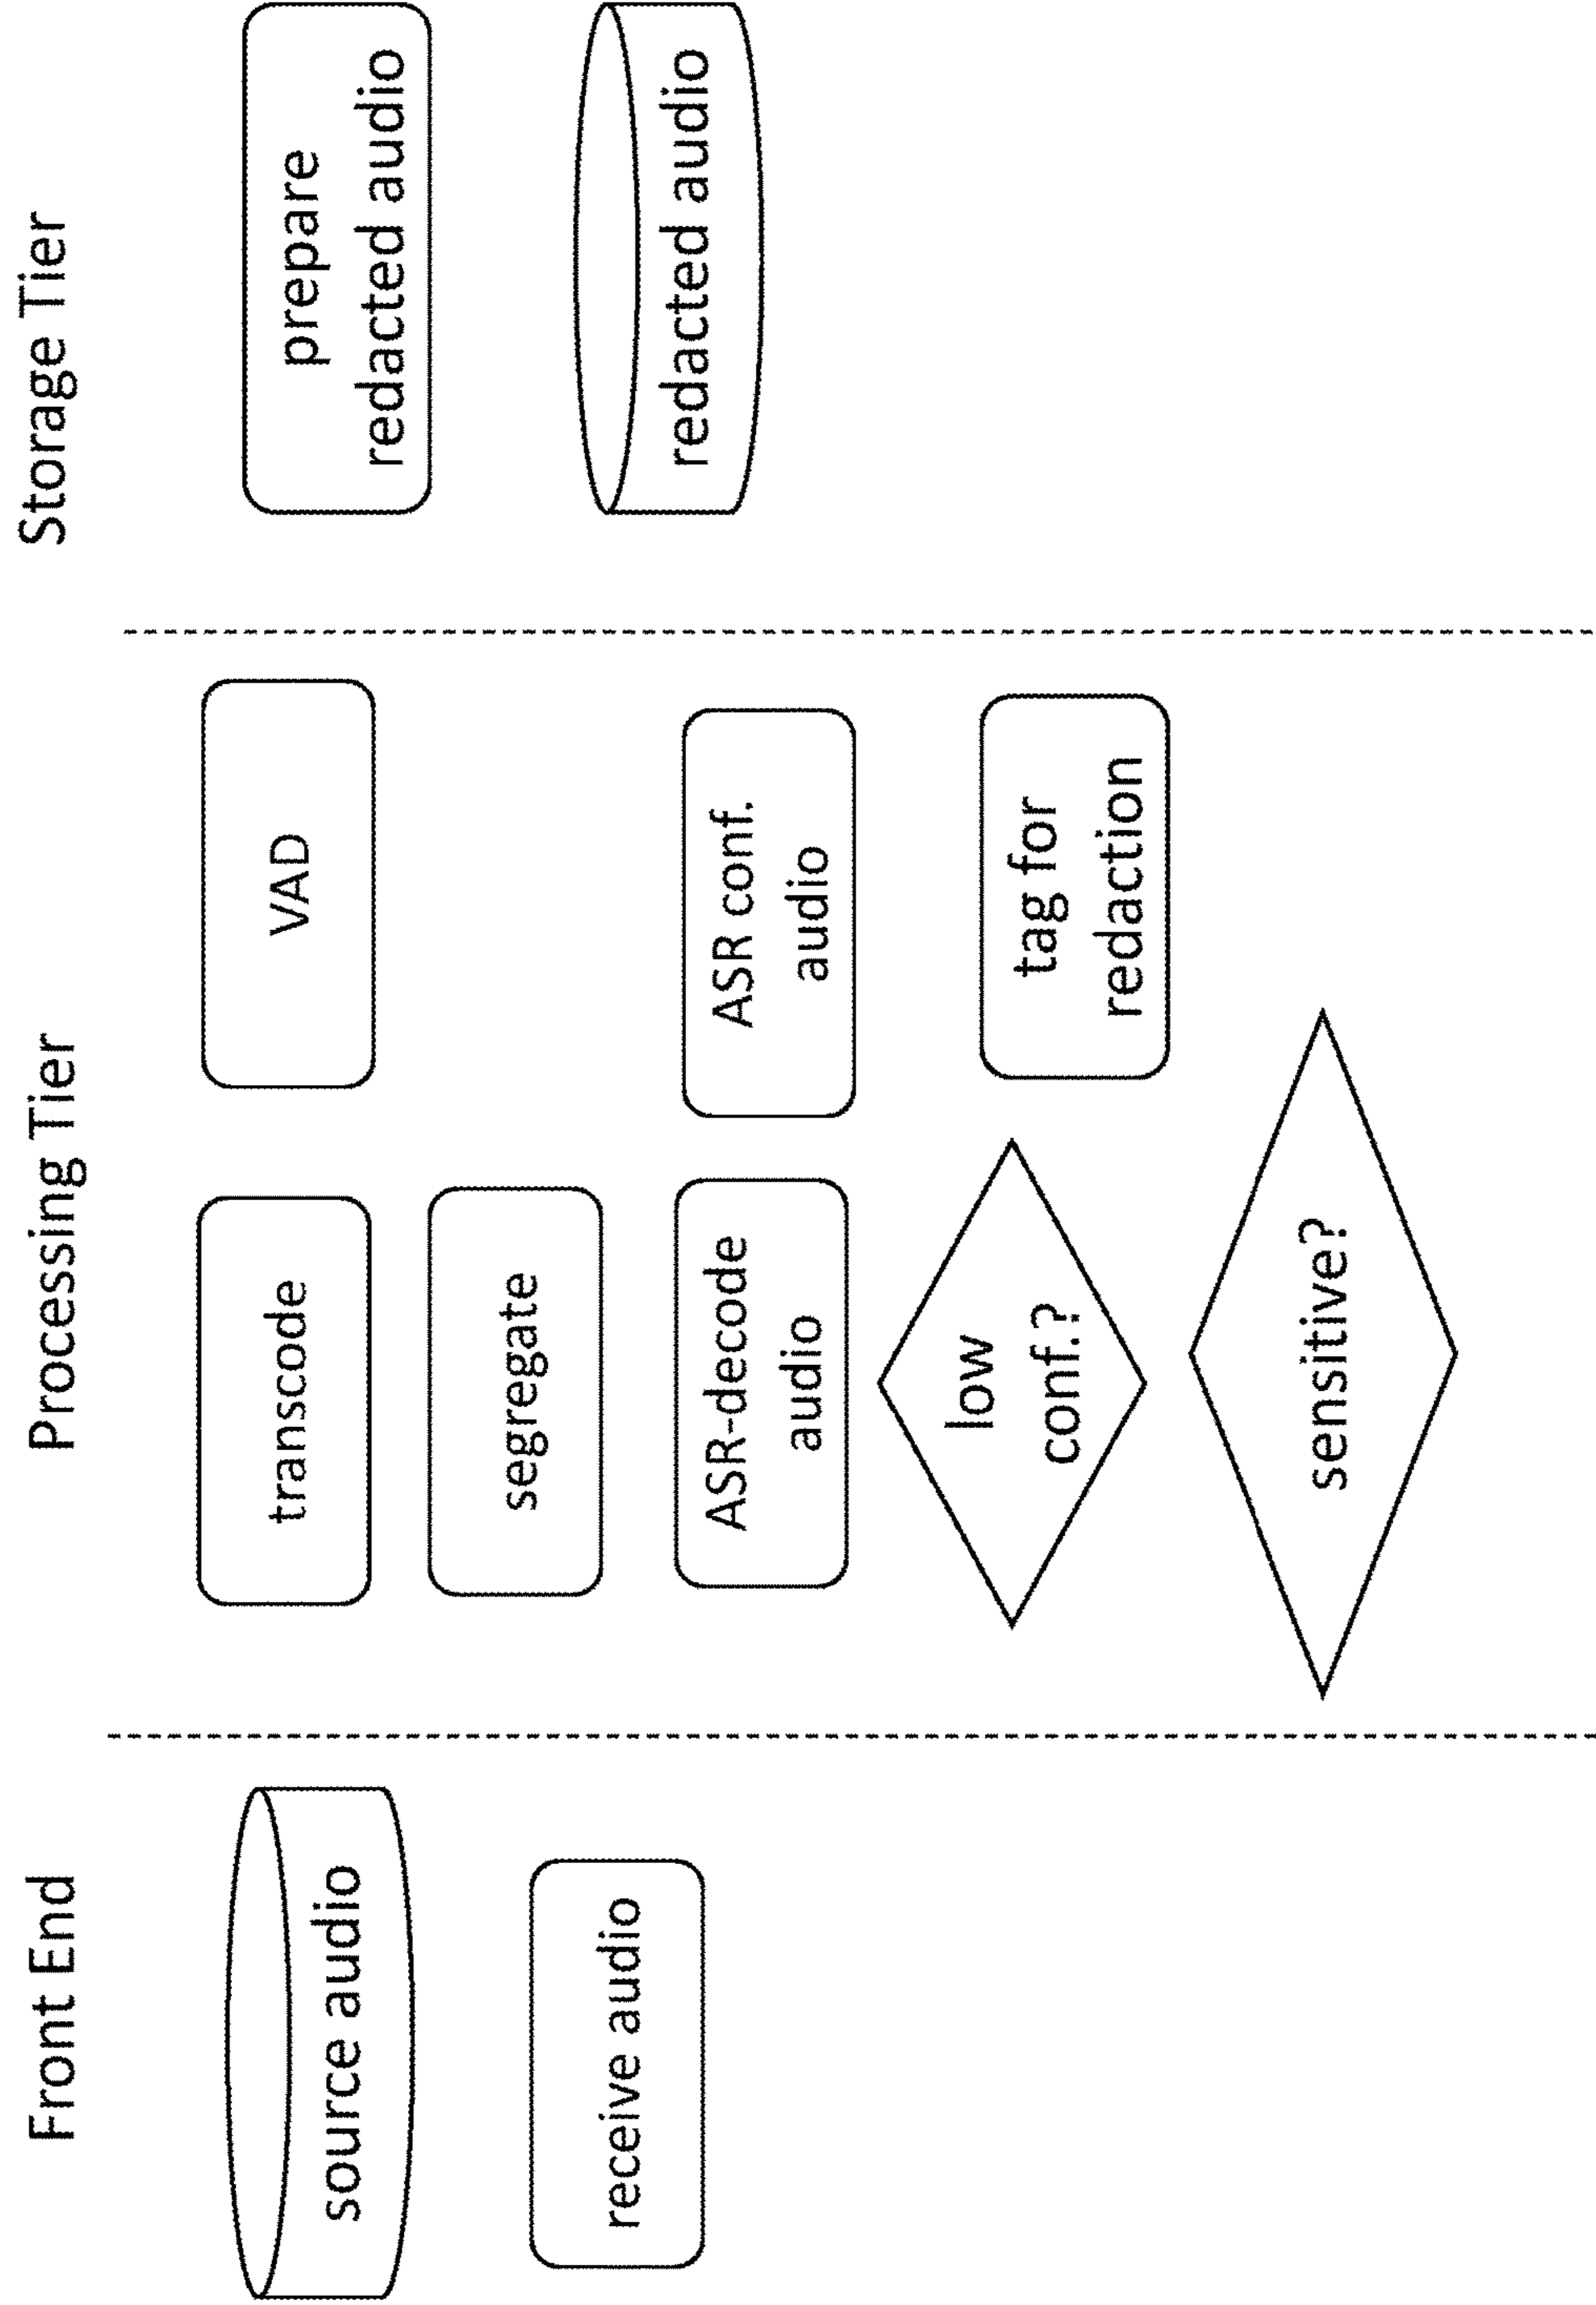 Front End
source audio
receive audio
Processing Tier
transcode
VAD
segregate
ASR-decode
audio
ASR conf.
audio
low
conf.?
tag for
redaction
sensitive?
Storage Tier
prepare
redacted audio
redacted audio